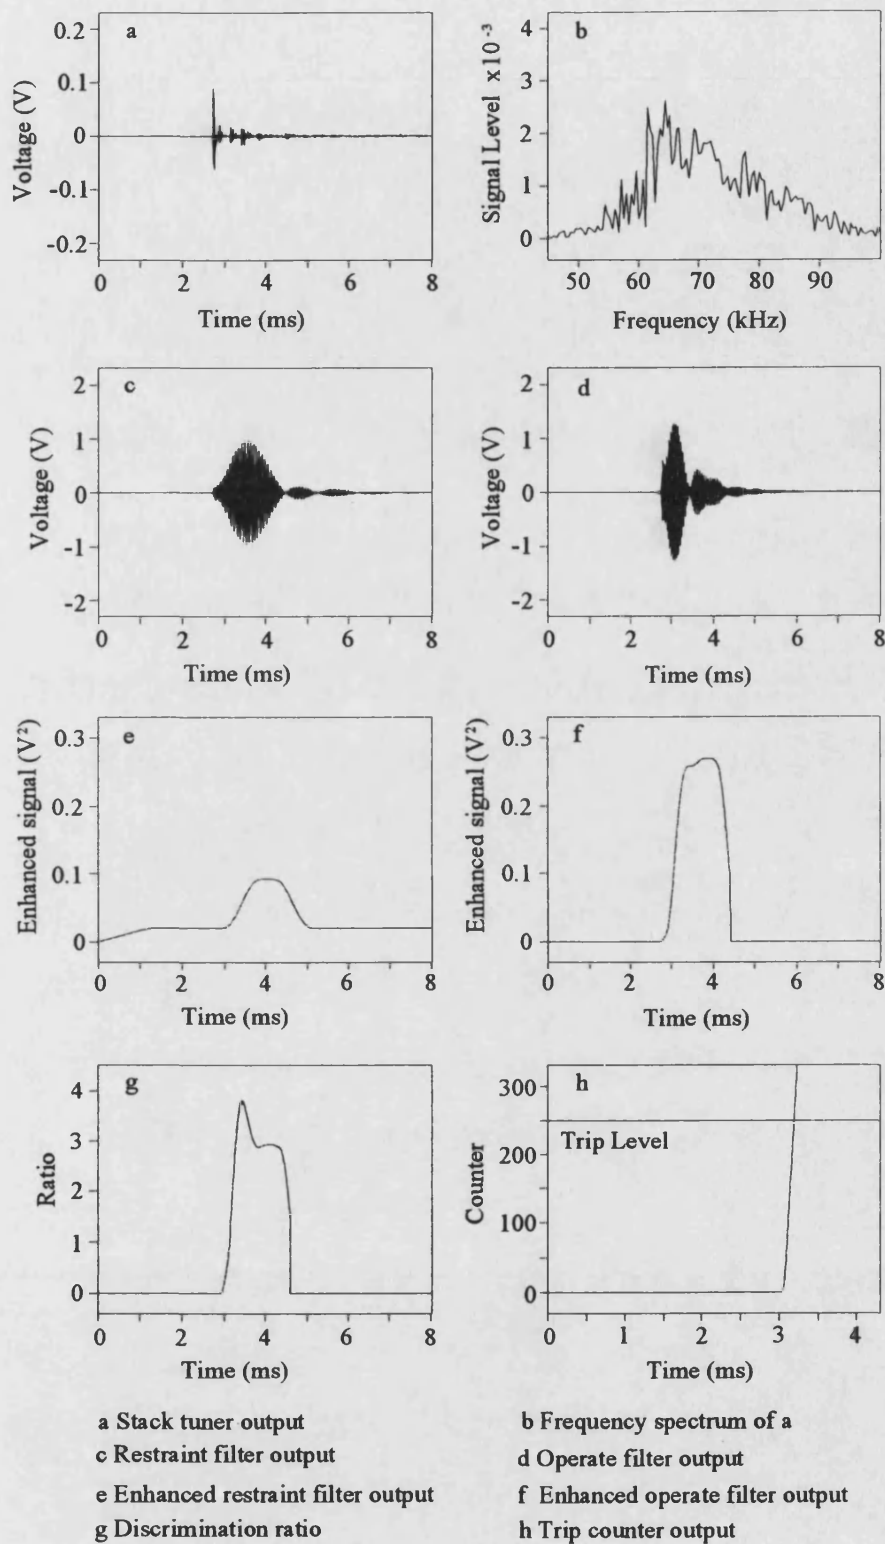 a
0.2
0.1
0
-0.1
-0.2
Voltage (V)
0 2 4 6 8
Time (ms)
b
4
3
2
1
0
Signal Level x10 -3
50 60 70 80 90
Frequency (kHz)
c
2
1
0
-1
-2
Voltage (V)
0 2 4 6 8
Time (ms)
d
2
1
0
-1
-2
Voltage (V)
0 2 4 6 8
Time (ms)
e
0.3
0.2
0.1
0
Enhanced signal (V²)
0 2 4 6 8
Time (ms)
f
0.3
0.2
0.1
0
Enhanced signal (V²)
0 2 4 6 8
Time (ms)
g
4
3
2
1
0
Ratio
0 2 4 6 8
Time (ms)
h
300
200
100
0
Trip Level
Counter
0 1 2 3 4
Time (ms)
a Stack tuner output
b Frequency spectrum of a
c Restraint filter output
d Operate filter output
e Enhanced restraint filter output
f Enhanced operate filter output
g Discrimination ratio
h Trip counter output